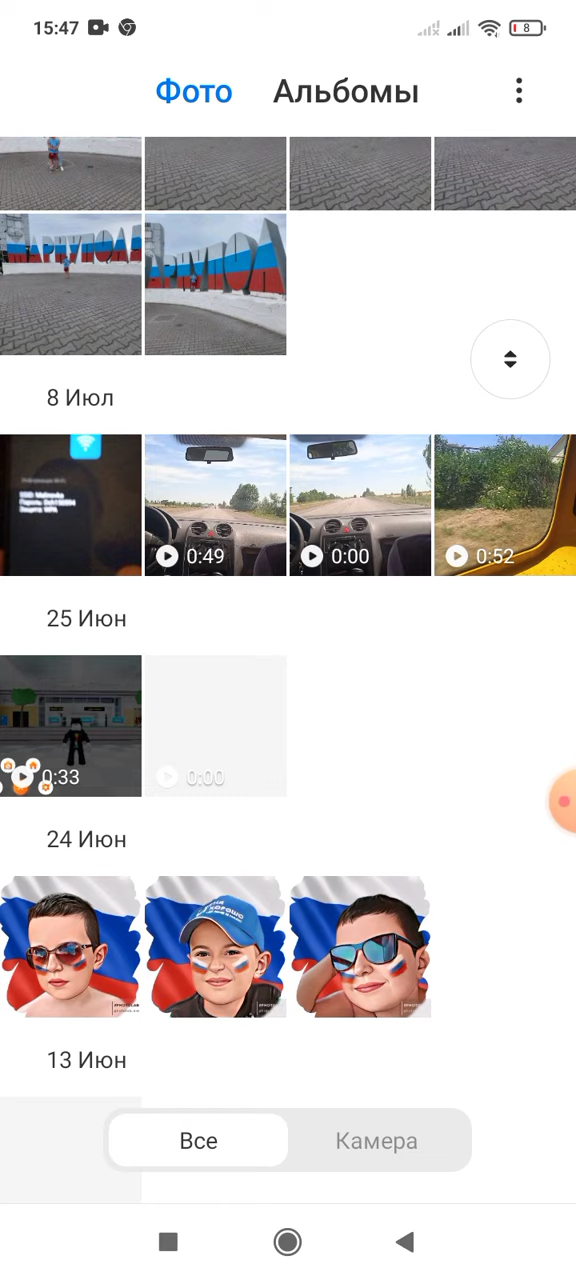 15:47
8
Фото Альбомы
8 Июл
0:49
0:00
0:52
25 Июн
0:33
0:00
24 Июн
ХОРОШО
13 Июн
Все Камера